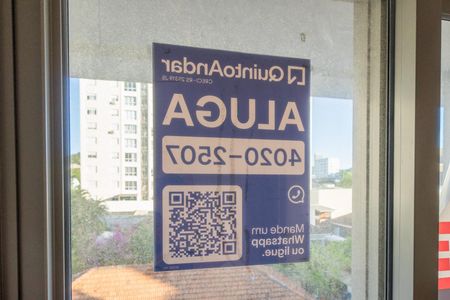 QuintoAndar
ALUGA
4020-2507
Mande um
Whatsapp
ou ligue.